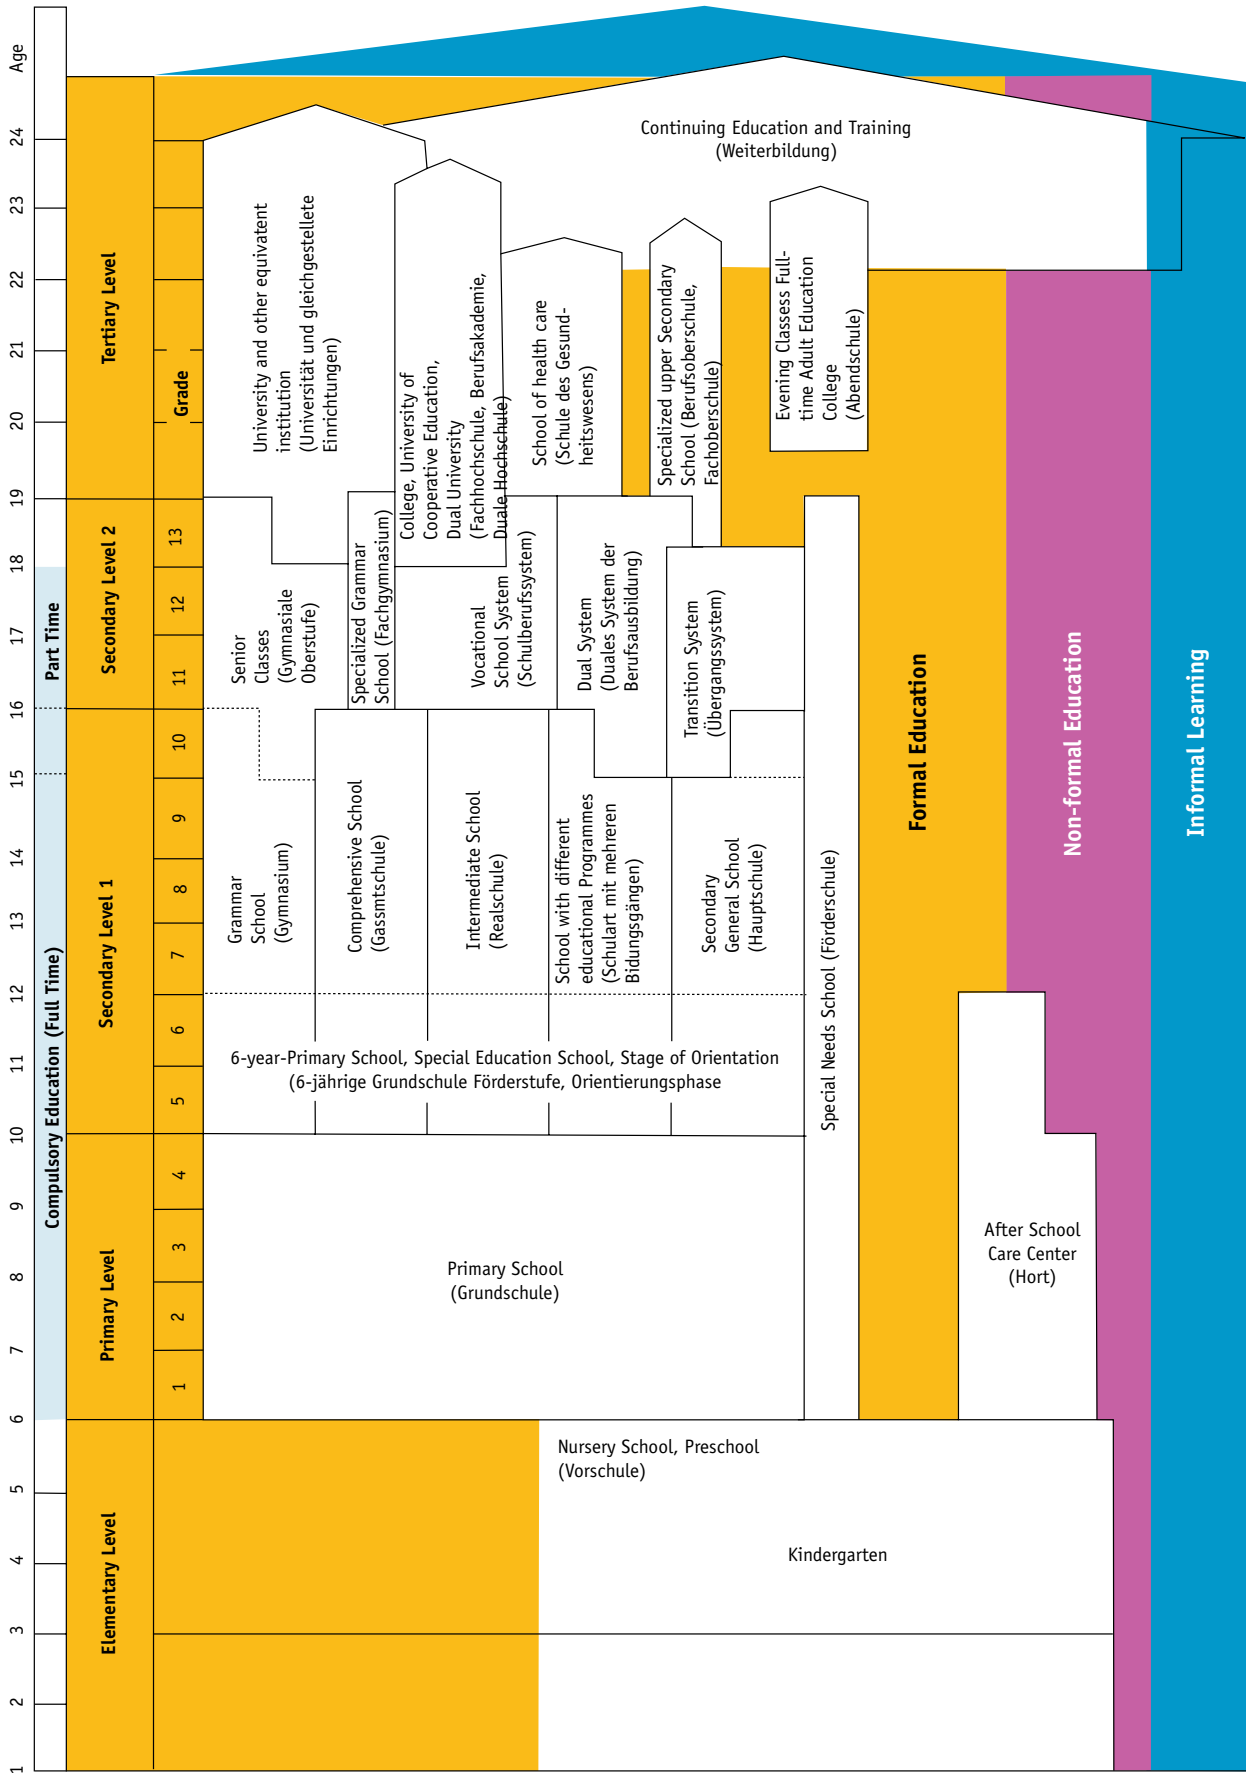 Age
24
23
22
21
20
19
18
17
16
15
14
13
12
11
10
9
8
7
6
5
4
3
2
1
Part Time
Compulsory Education (Full Time)
Tertiary Level
Secondary Level 2
Secondary Level 1
Primary Level
Elementary Level
Grade
13
12
11
10
9
8
7
6
5
4
3
2
1
Continuing Education and Training
(Weiterbildung)
University and other equivatent
institution
(Universität und gleichgestellete
Einrichtungen)
College, University of
Cooperative Education,
Dual University
(Fachhochschule, Berufsakademie,
Duale Hochschule)
School of health care
(Schule des Gesund-
heitswesens)
Specialized upper Secondary
School (Berufsoberschule,
Fachoberschule)
Evening Classess Full-
time Adult Education
College
(Abendschule)
Senior
Classes
(Gymnasiale
Oberstufe)
Specialized Grammar
School (Fachgymnasium)
Vocational
School System
(Schulberufssystem)
Dual System
(Duales System der
Berufsausbildung)
Transition System
(Übergangssystem)
Grammar
School
(Gymnasium)
Comprehensive School
(Gassmtschule)
Intermediate School
(Realschule)
School with different
educational Programmes
(Schulart mit mehreren
Bidungsgängen)
Secondary
General School
(Hauptschule)
6-year-Primary School, Special Education School, Stage of Orientation
(6-jährige Grundschule Förderstufe, Orientierungsphase
Special Needs School (Förderschule)
Primary School
(Grundschule)
After School
Care Center
(Hort)
Nursery School, Preschool
(Vorschule)
Kindergarten
Formal Education
Non-formal Education
Informal Learning